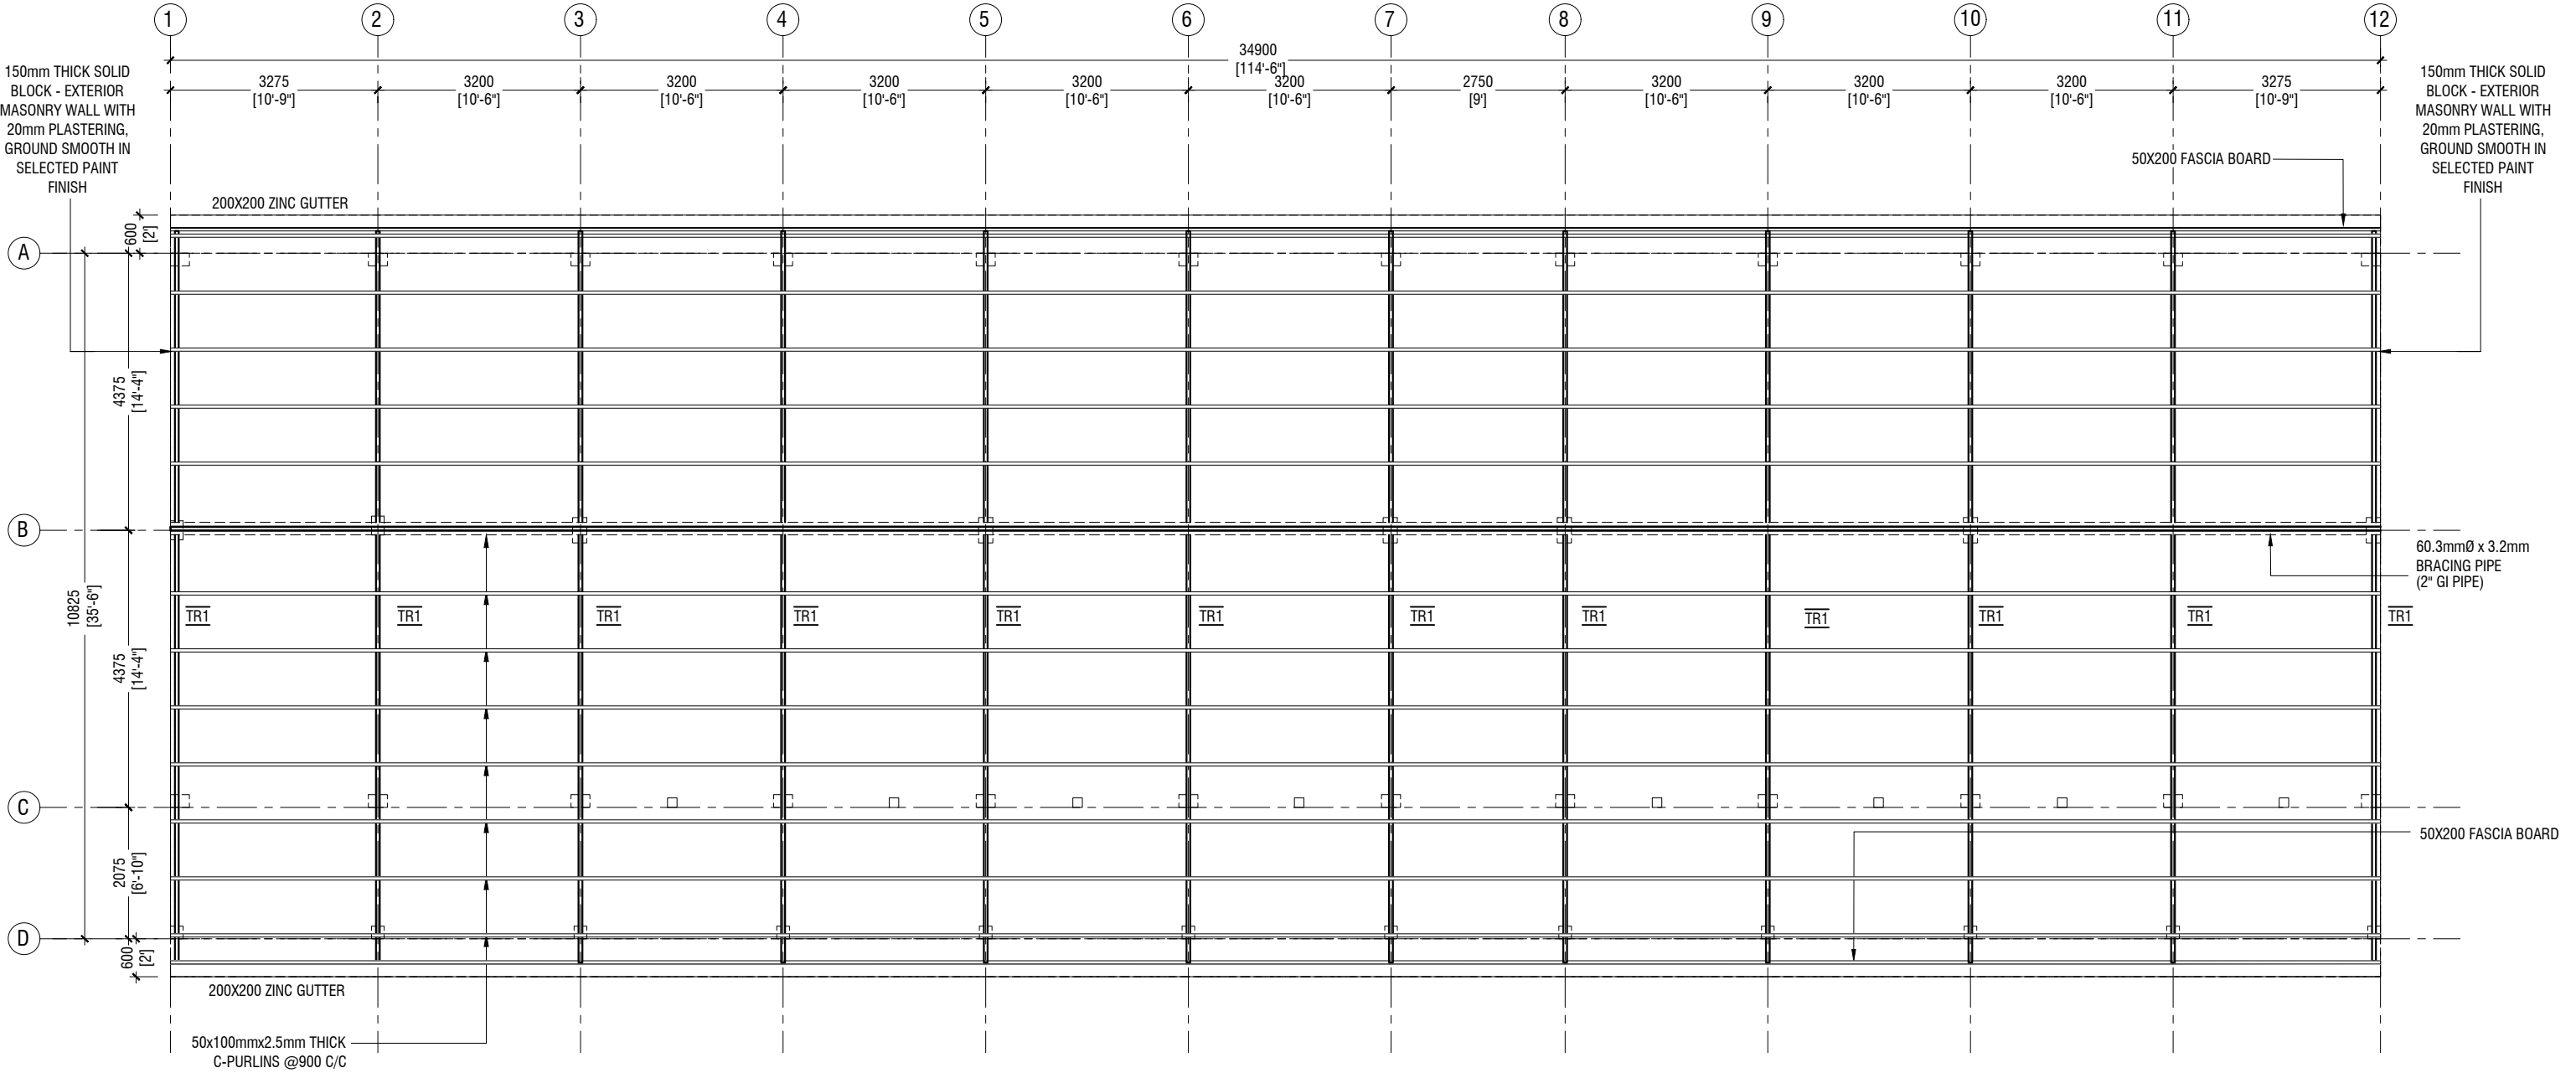 1
2
3
4
5
6
7
8
9
10
11
12
34900
[114'-6"]
3275
[10'-9"]
3200
[10'-6"]
3200
[10'-6"]
3200
[10'-6"]
3200
[10'-6"]
3200
[10'-6"]
2750
[9']
3200
[10'-6"]
3200
[10'-6"]
3200
[10'-6"]
3275
[10'-9"]
150mm THICK SOLID
BLOCK - EXTERIOR
MASONRY WALL WITH
20mm PLASTERING,
GROUND SMOOTH IN
SELECTED PAINT
FINISH
150mm THICK SOLID
BLOCK - EXTERIOR
MASONRY WALL WITH
20mm PLASTERING,
GROUND SMOOTH IN
SELECTED PAINT
FINISH
50X200 FASCIA BOARD
200X200 ZINC GUTTER
600
[2']
A
4375
[14'-4"]
B
60.3mmØ x 3.2mm
BRACING PIPE
(2" GI PIPE)
10825
[35'-6"]
TR1
TR1
TR1
TR1
TR1
TR1
TR1
TR1
TR1
TR1
TR1
TR1
4375
[14'-4"]
C
50X200 FASCIA BOARD
2075
[6'-10"]
D
600
[2']
200X200 ZINC GUTTER
50x100mmx2.5mm THICK
C-PURLINS @900 C/C